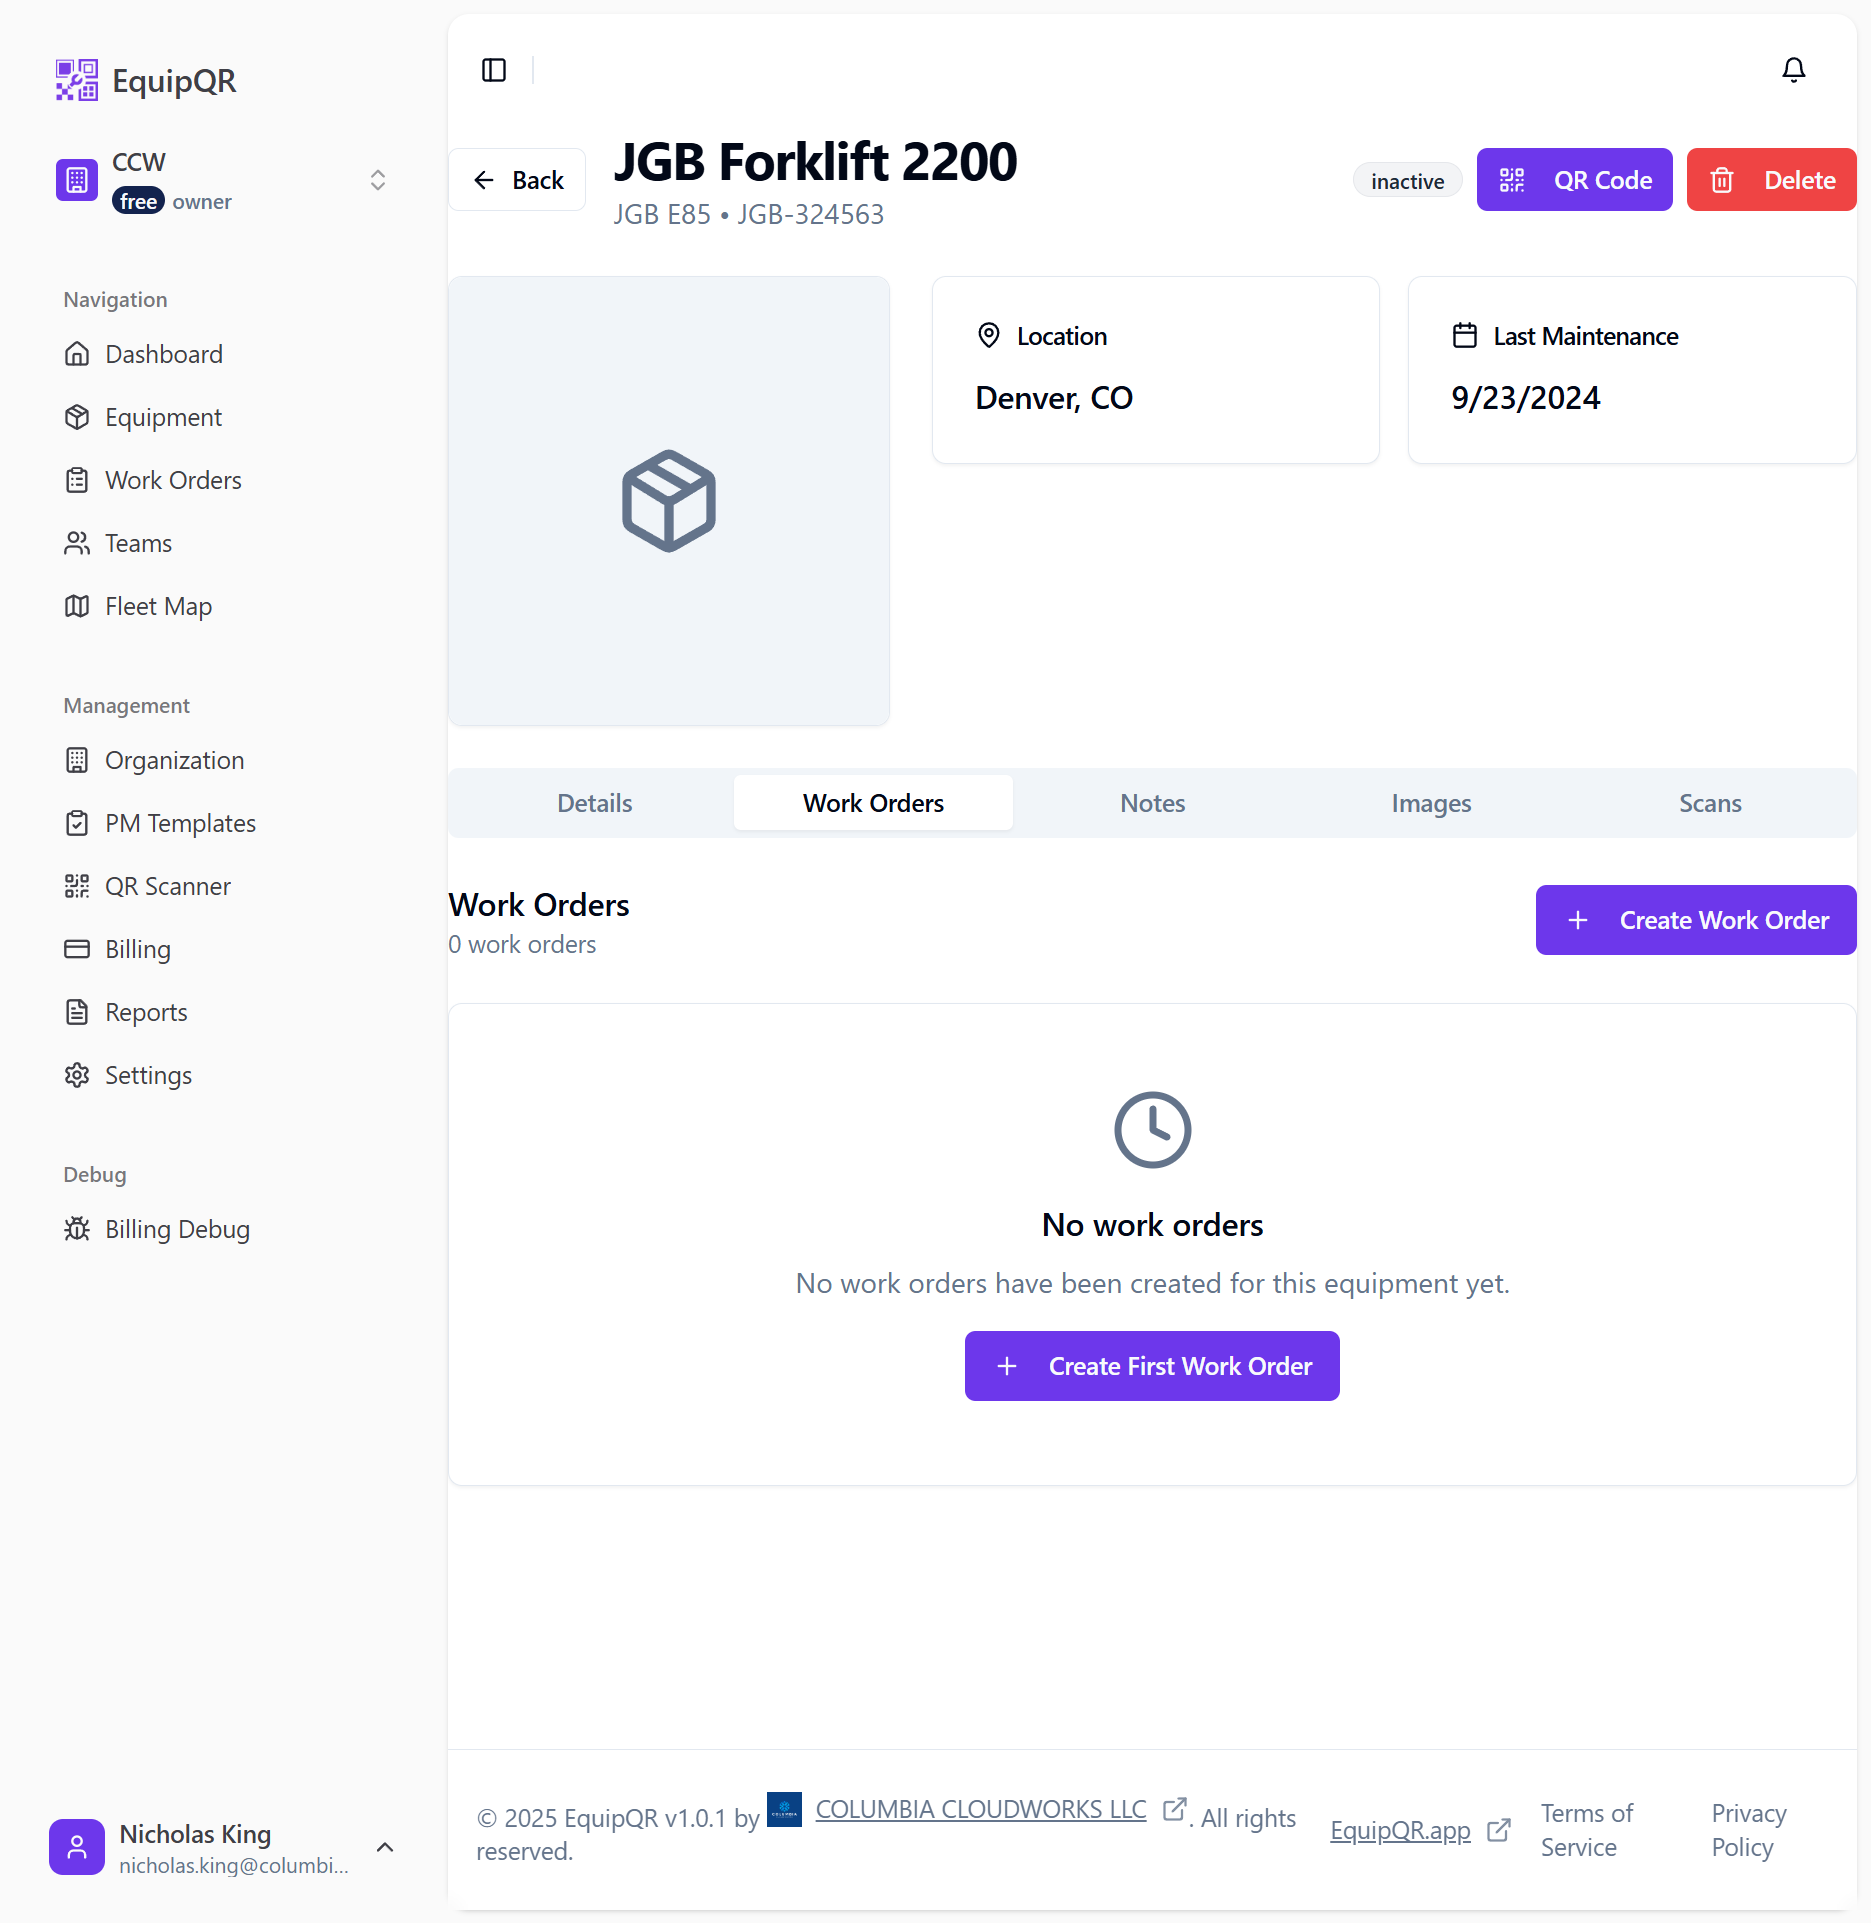 EquipQR
CCW
free owner
Navigation
Dashboard
Equipment
Work Orders
Teams
Fleet Map
Management
Organization
PM Templates
QR Scanner
Billing
Reports
Settings
Debug
Billing Debug
Nicholas King
nicholas.king@columbi...
Back
JGB Forklift 2200
JGB E85 • JGB-324563
inactive
QR Code
Delete
Location
Denver, CO
Last Maintenance
9/23/2024
Details
Work Orders
Notes
Images
Scans
Work Orders
0 work orders
Create Work Order
No work orders
No work orders have been created for this equipment yet.
Create First Work Order
© 2025 EquipQR v1.0.1 by COLUMBIA CLOUDWORKS LLC . All rights
reserved.
EquipQR.app
Terms of
Service
Privacy
Policy